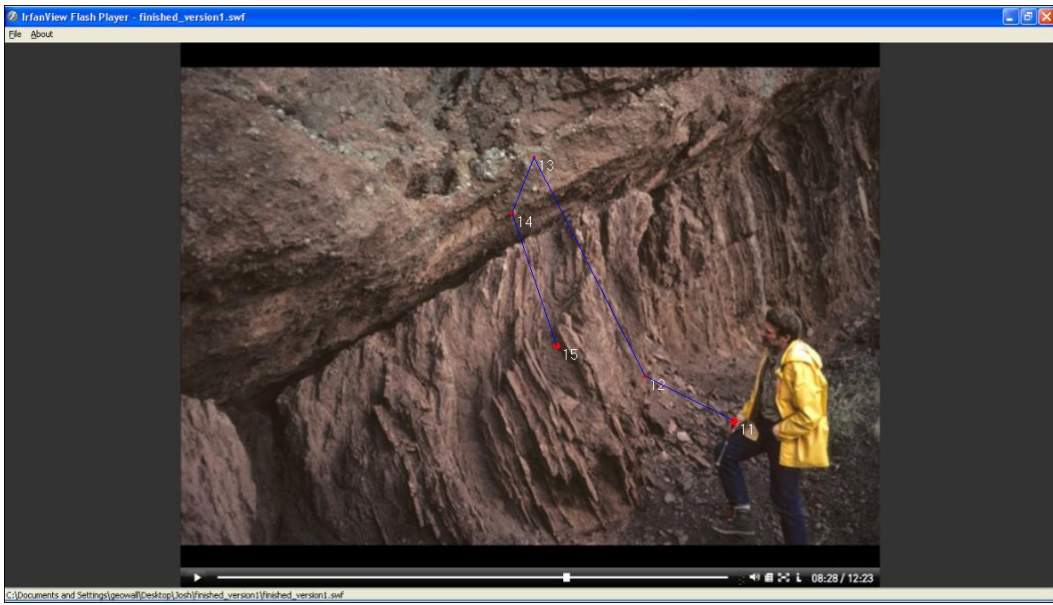 IrfanView Flash Player - finished_version1.swf
File About
13
14
15
12
11
08:28 / 12:23
C:\Documents and Settings\geowall\Desktop\Josh\finished_version1\finished_version1.swf